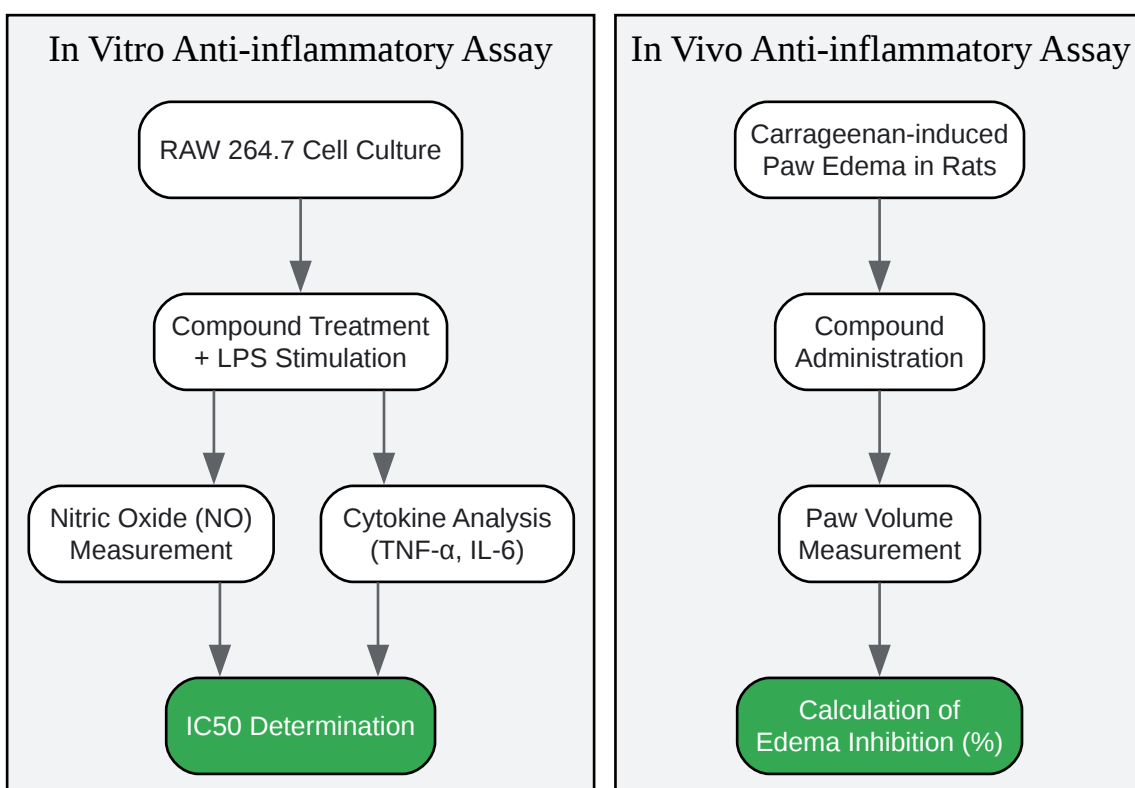 In Vitro Anti-inflammatory Assay
RAW 264.7 Cell Culture
Compound Treatment
+ LPS Stimulation
Nitric Oxide (NO)
Measurement
Cytokine Analysis
(TNF-α, IL-6)
IC50 Determination
In Vivo Anti-inflammatory Assay
Carrageenan-induced
Paw Edema in Rats
Compound
Administration
Paw Volume
Measurement
Calculation of
Edema Inhibition (%)